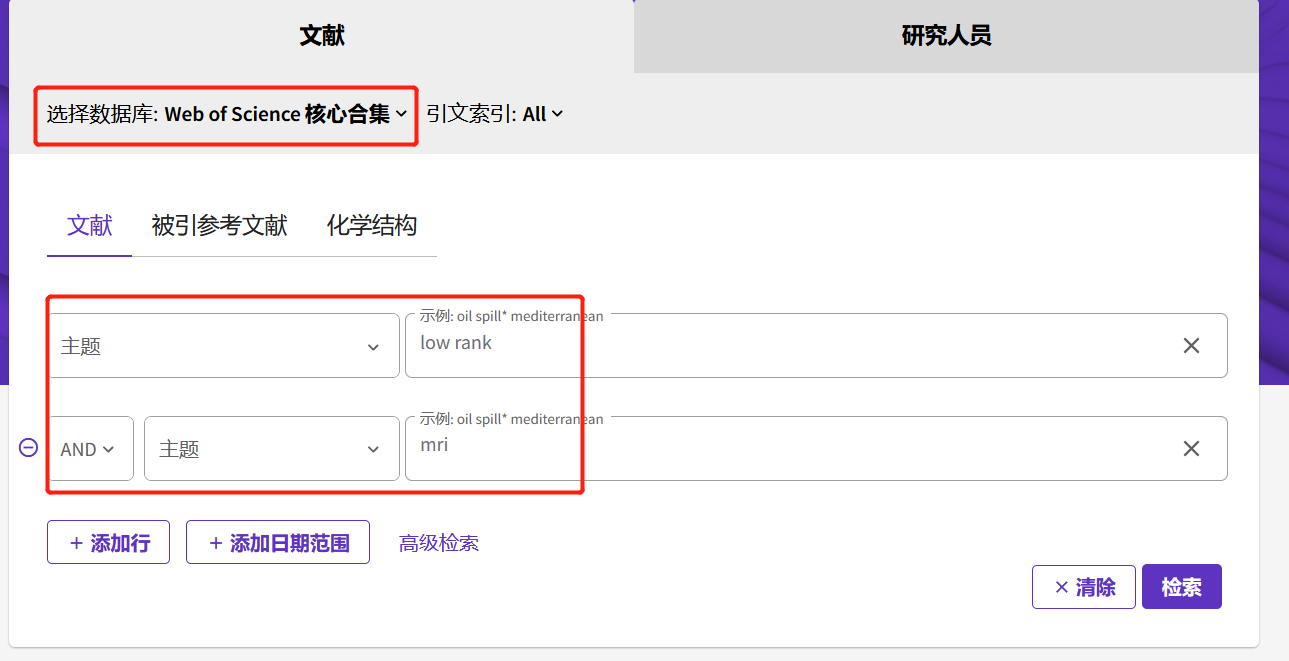 文献
研究人员
选择数据库: Web of Science 核心合集 引文索引: All
文献 被引参考文献 化学结构
示例: oil spill* mediterranean
主题 low rank
示例: oil spill* mediterranean
AND 主题 mri
+ 添加行 + 添加日期范围 高级检索
× 清除 检索